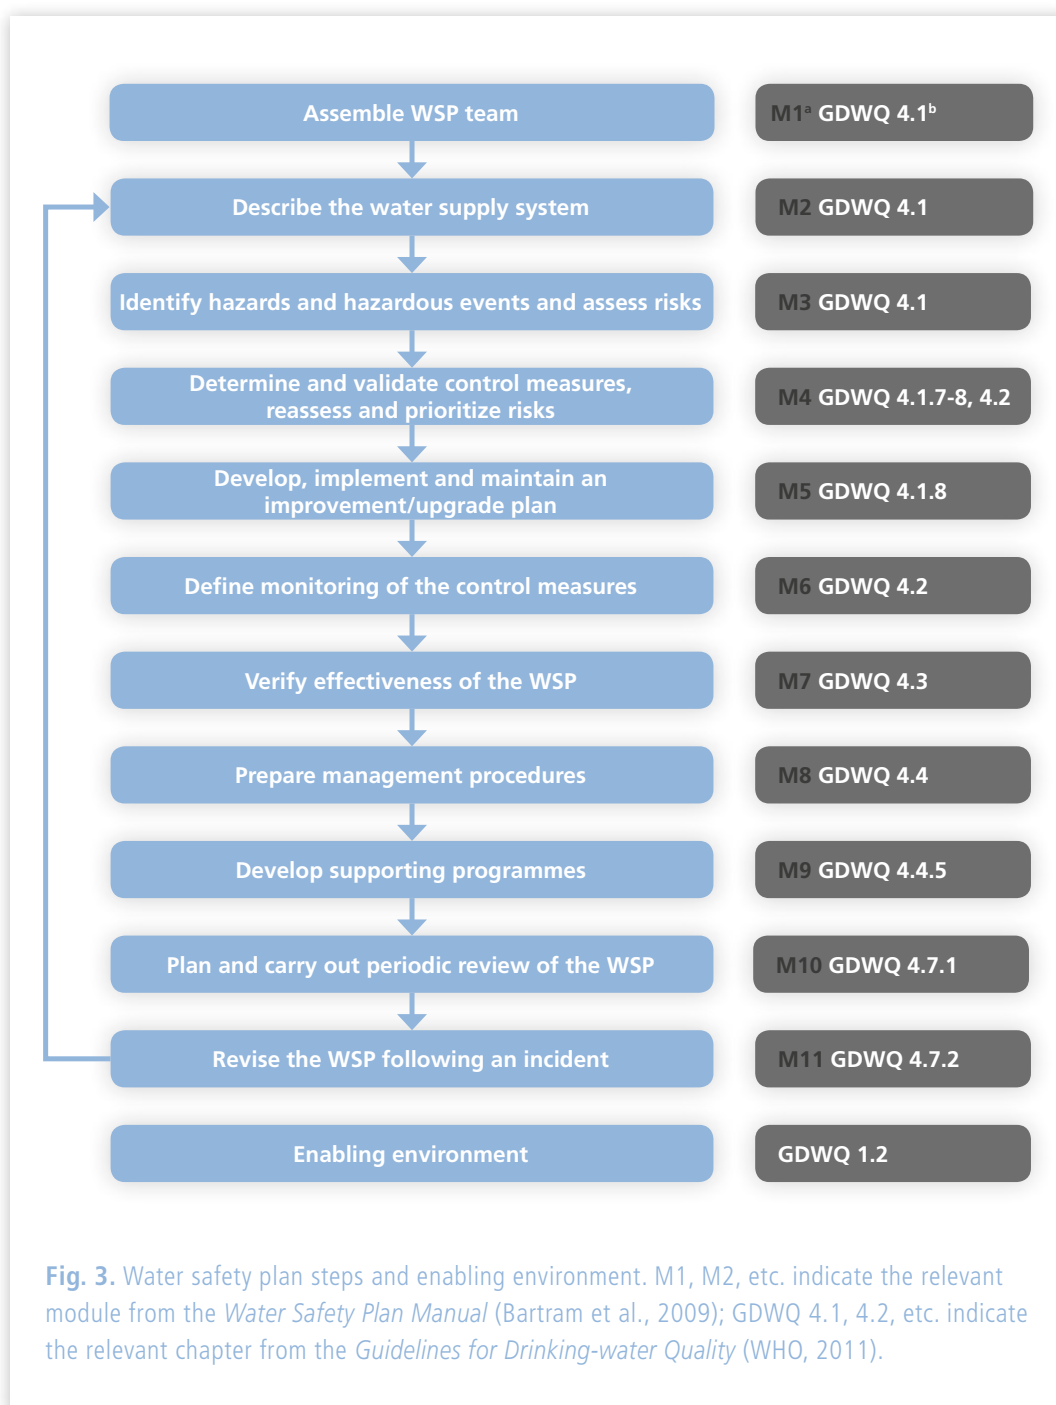 Assemble WSP team
M1ᵃ GDWQ 4.1ᵇ
Describe the water supply system
M2 GDWQ 4.1
Identify hazards and hazardous events and assess risks
M3 GDWQ 4.1
Determine and validate control measures,
reassess and prioritize risks
M4 GDWQ 4.1.7-8, 4.2
Develop, implement and maintain an
improvement/upgrade plan
M5 GDWQ 4.1.8
Define monitoring of the control measures
M6 GDWQ 4.2
Verify effectiveness of the WSP
M7 GDWQ 4.3
Prepare management procedures
M8 GDWQ 4.4
Develop supporting programmes
M9 GDWQ 4.4.5
Plan and carry out periodic review of the WSP
M10 GDWQ 4.7.1
Revise the WSP following an incident
M11 GDWQ 4.7.2
Enabling environment
GDWQ 1.2
Fig. 3. Water safety plan steps and enabling environment. M1, M2, etc. indicate the relevant
module from the Water Safety Plan Manual (Bartram et al., 2009); GDWQ 4.1, 4.2, etc. indicate
the relevant chapter from the Guidelines for Drinking-water Quality (WHO, 2011).